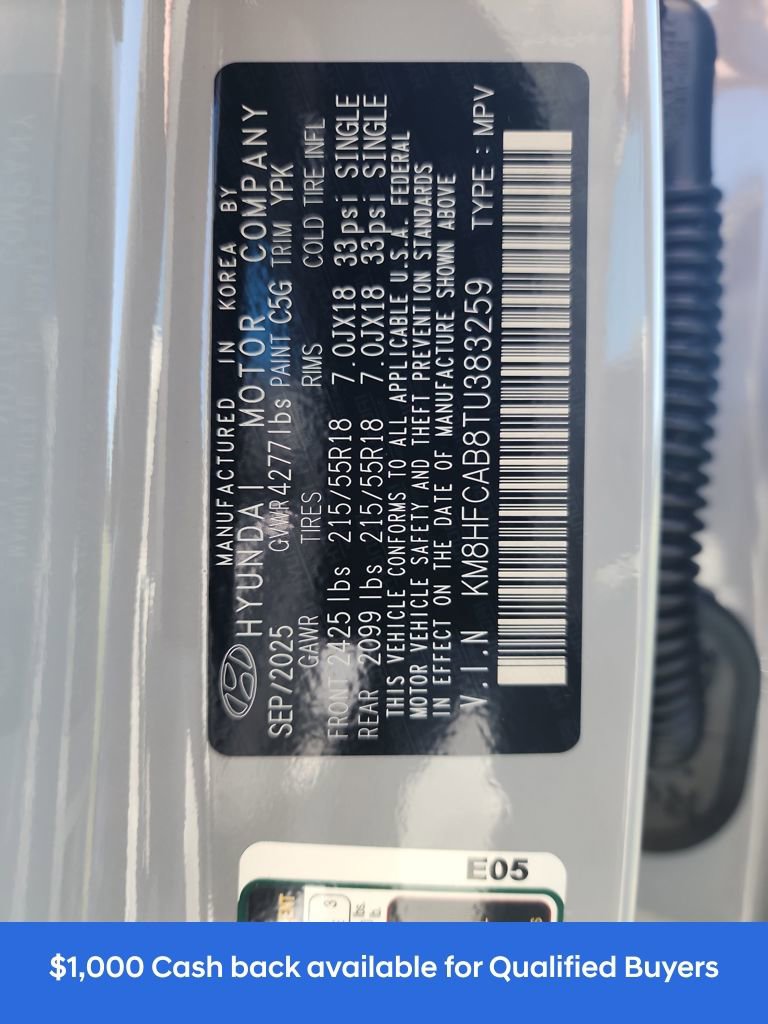 MANUFACTURED IN KOREA BY
HYUNDAI MOTOR COMPANY
SEP/2025 GVWR 4277lbs PAINT C5G TRIM YPK
GAWR TIRES RIMS COLD TIRE INFL
FRONT 2425 lbs 215/55R18 7.0JX18 33psi SINGLE
REAR 2099 lbs 215/55R18 7.0JX18 33psi SINGLE
THIS VEHICLE CONFORMS TO ALL APPLICABLE U.S.A. FEDERAL
MOTOR VEHICLE SAFETY AND THEFT PREVENTION STANDARDS
IN EFFECT ON THE DATE OF MANUFACTURE SHOWN ABOVE
V.I.N KM8HFCAB8TU383259 TYPE : MPV
E05
3
lbs.
lb.
$1,000 Cash back available for Qualified Buyers